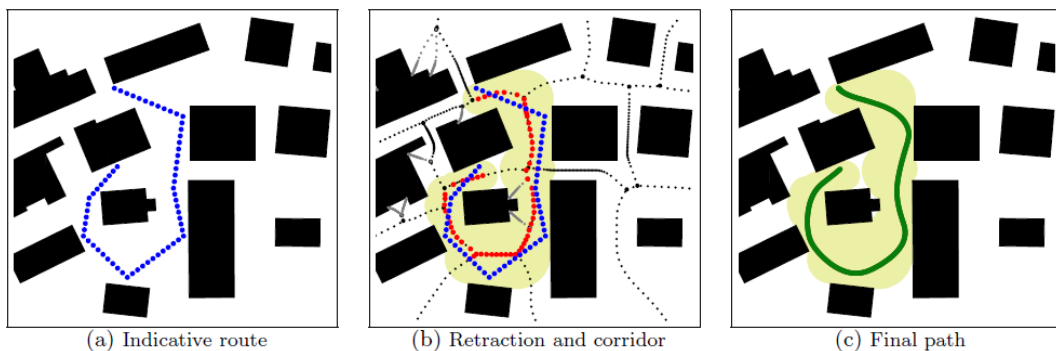 (a) Indicative route
(b) Retraction and corridor
(c) Final path